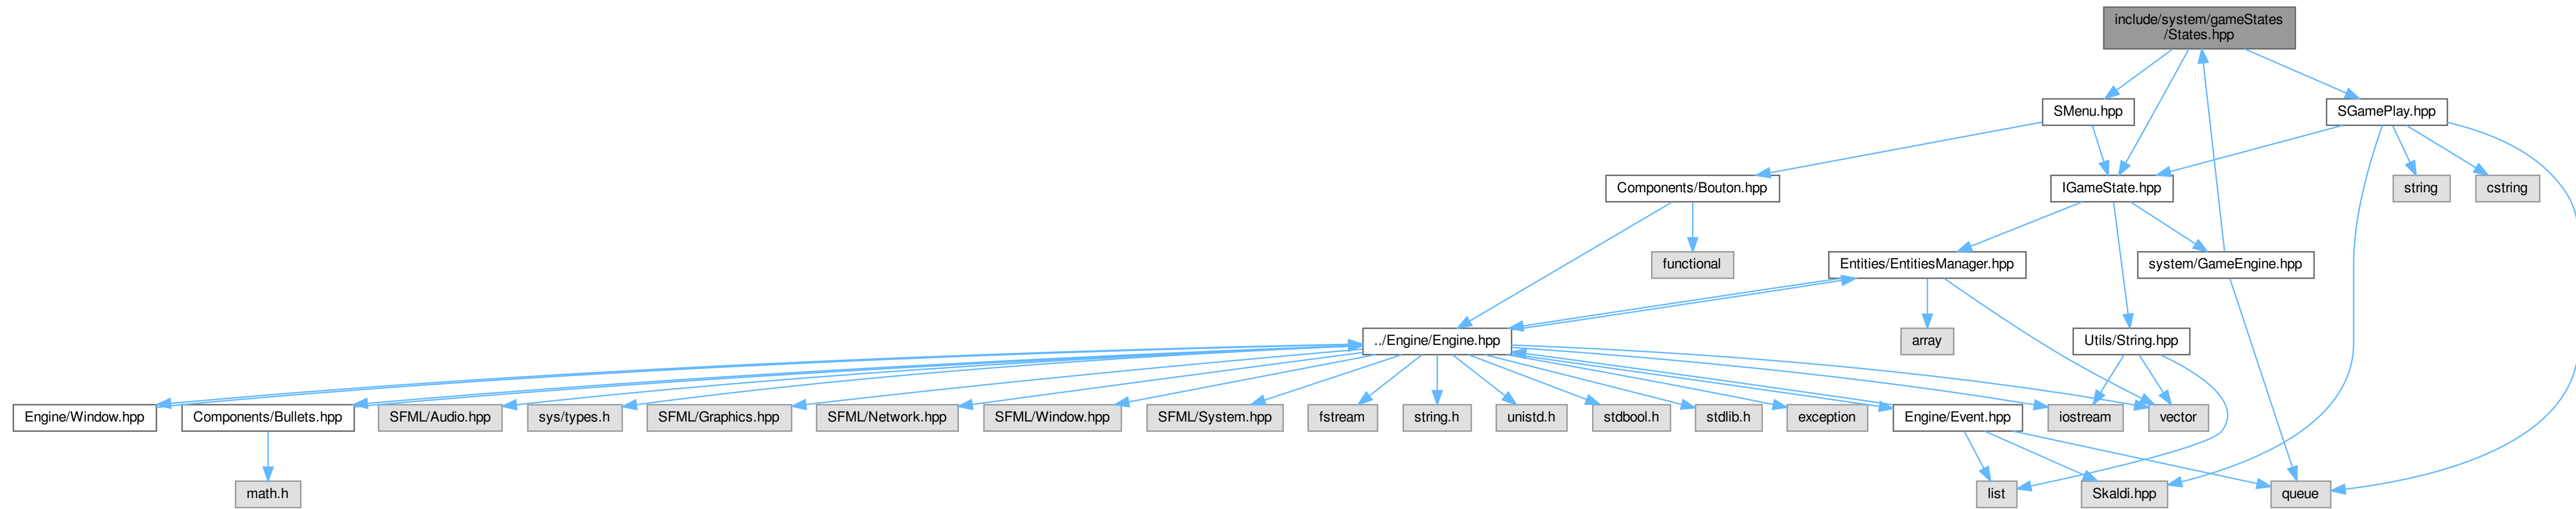 include/system/gameStates
/States.hpp
SMenu.hpp
SGamePlay.hpp
Components/Bouton.hpp
IGameState.hpp
string
cstring
functional
Entities/EntitiesManager.hpp
system/GameEngine.hpp
../Engine/Engine.hpp
array
Utils/String.hpp
Engine/Window.hpp
Components/Bullets.hpp
SFML/Audio.hpp
sys/types.h
SFML/Graphics.hpp
SFML/Network.hpp
SFML/Window.hpp
SFML/System.hpp
fstream
string.h
unistd.h
stdbool.h
stdlib.h
exception
Engine/Event.hpp
iostream
vector
math.h
list
Skaldi.hpp
queue